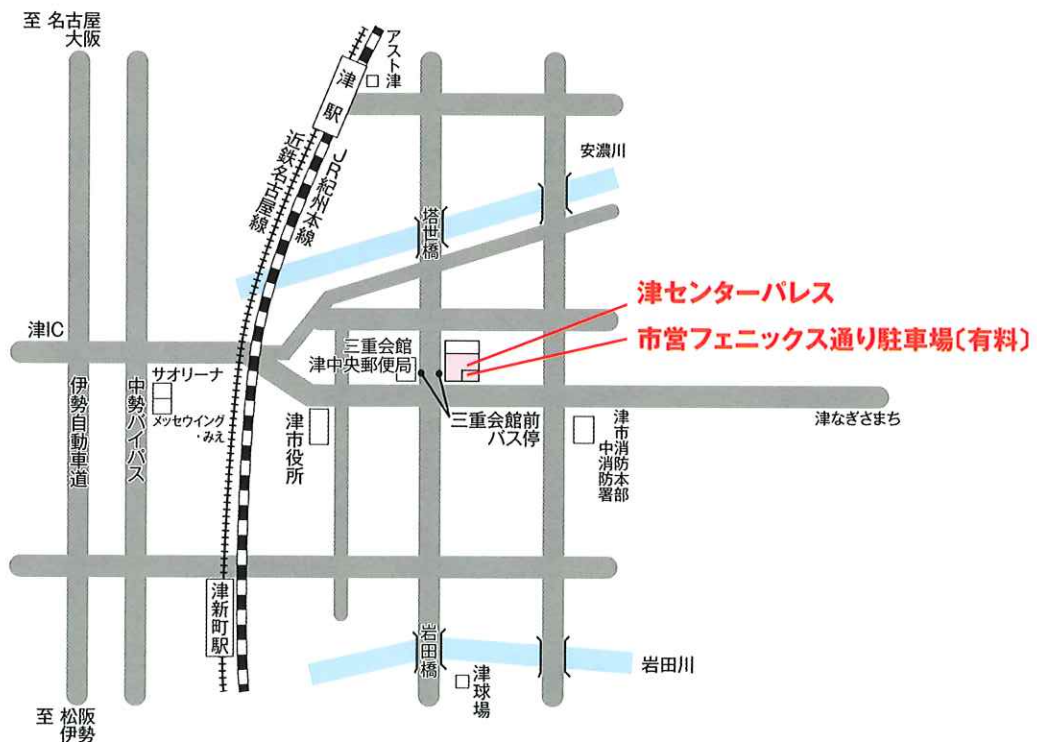 至 名古屋
大阪
津駅
アスト津
近鉄名古屋線
JR紀州本線
安濃川
塔世橋
津センターパレス
市営フェニックス通り駐車場〔有料〕
津IC
三重会館
津中央郵便局
サオリーナ
メッセウイング
・みえ
伊勢自動車道
中勢バイパス
津市役所
三重会館前
バス停
津市消防本部
中消防署
津なぎさまち
津新町駅
岩田橋
岩田川
津球場
至 松阪
伊勢